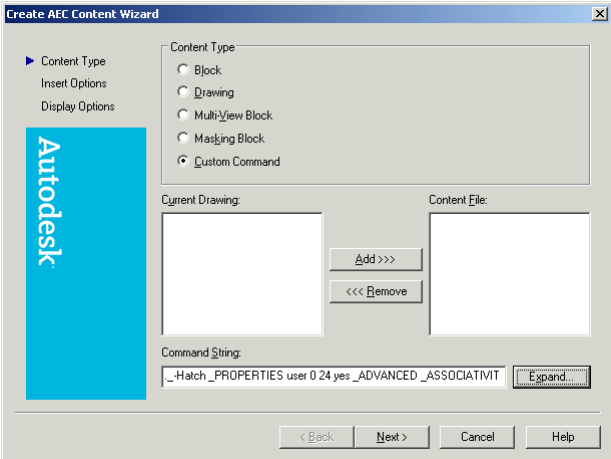 Create AEC Content Wizard
Content Type
Insert Options
Display Options
Autodesk
Content Type
Block
Drawing
Multi-View Block
Masking Block
Custom Command
Current Drawing:
Content File:
Add >>>
<<< Remove
Command String:
._-Hatch _PROPERTIES user 0 24 yes _ADVANCED _ASSOCIATIVIT
Expand...
< Back
Next >
Cancel
Help